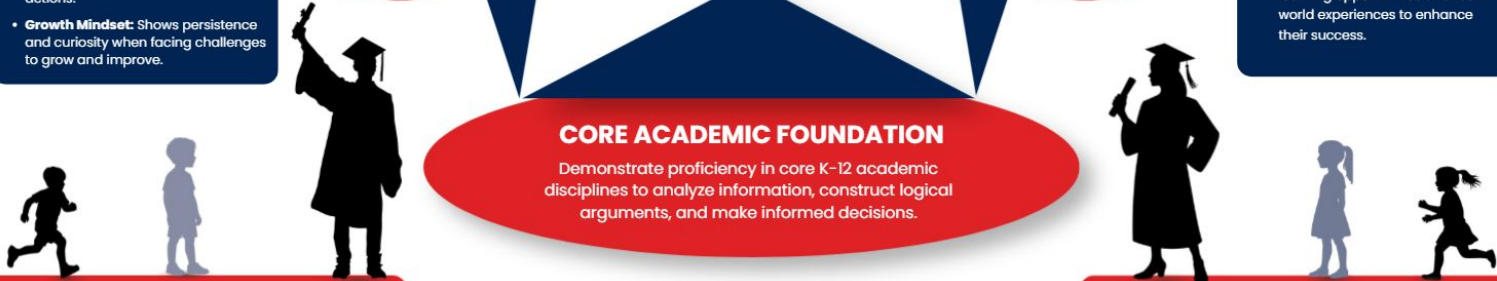 actions.
• Growth Mindset: Shows persistence
and curiosity when facing challenges
to grow and improve.
CORE ACADEMIC FOUNDATION
Demonstrate proficiency in core K-12 academic
disciplines to analyze information, construct logical
arguments, and make informed decisions.
world experiences to enhance
their success.